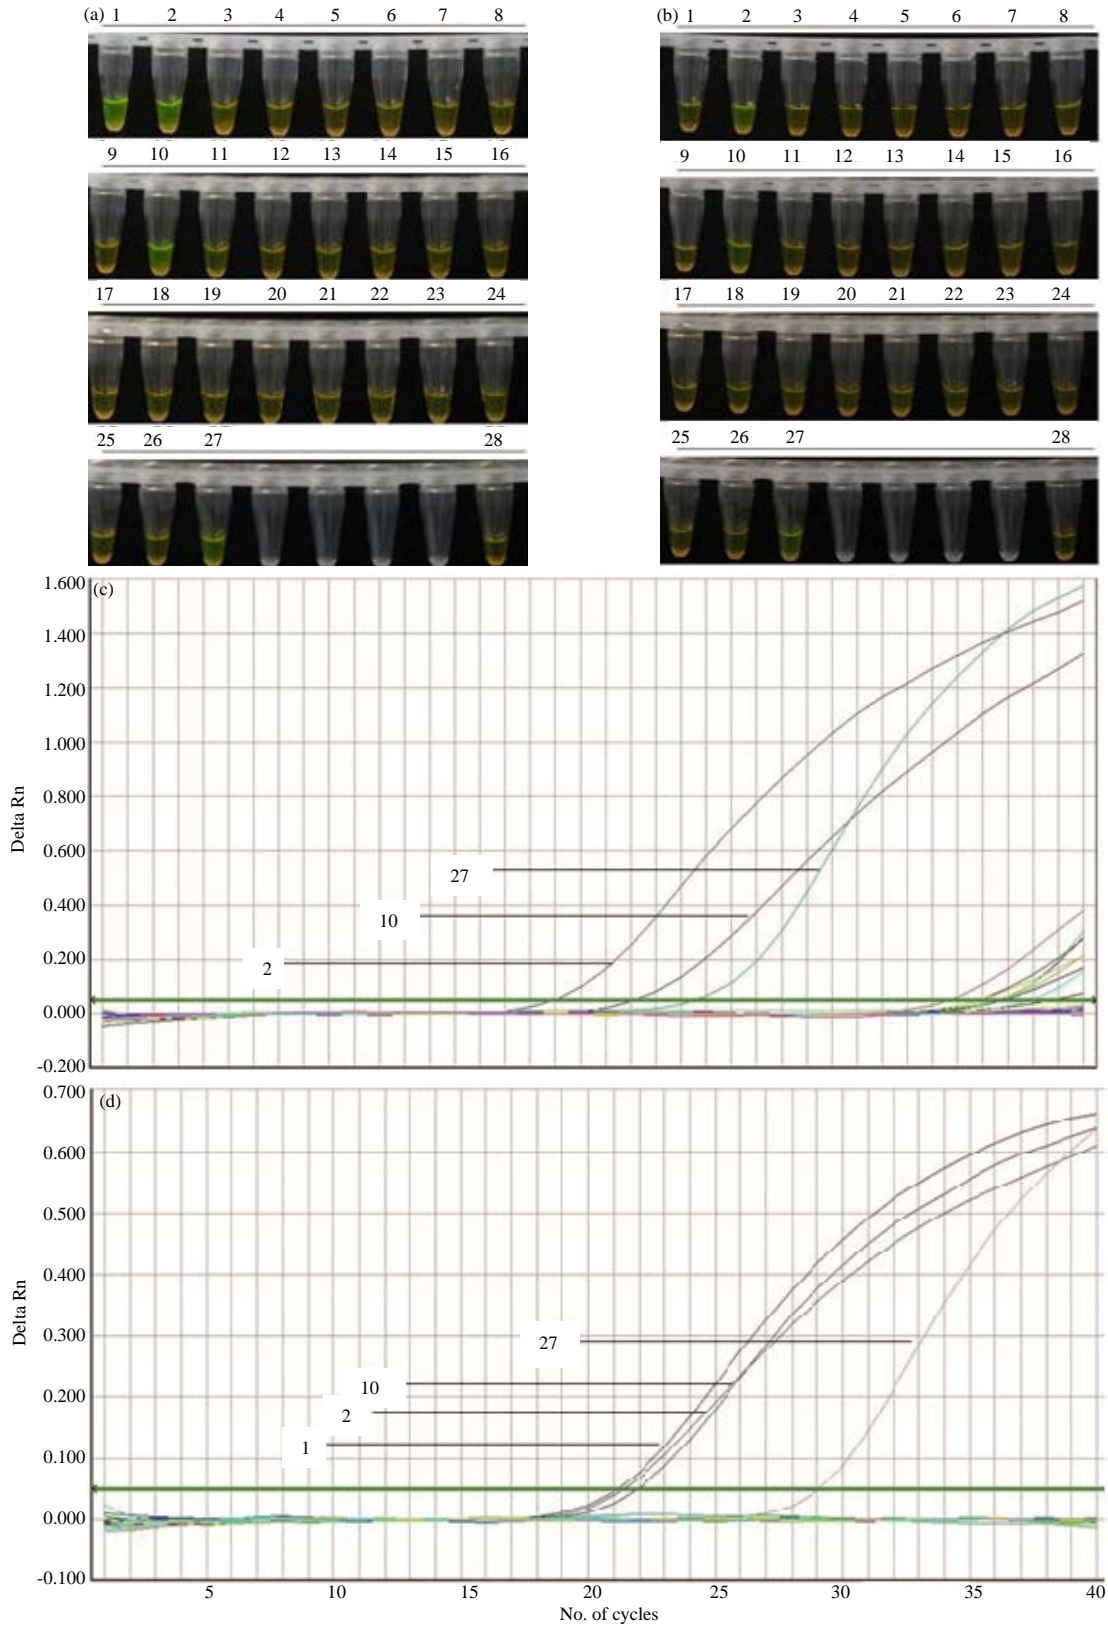 (a) 1 2 3 4 5 6 7 8
9 10 11 12 13 14 15 16
17 18 19 20 21 22 23 24
25 26 27 28
(b) 1 2 3 4 5 6 7 8
9 10 11 12 13 14 15 16
17 18 19 20 21 22 23 24
25 26 27 28
(c)
Delta Rn
1.600
1.400
1.200
1.000
0.800
0.600
0.400
0.200
0.000
-0.200
27
10
2
(d)
Delta Rn
0.700
0.600
0.500
0.400
0.300
0.200
0.100
0.000
-0.100
27
10
2
1
5 10 15 20 25 30 35 40
No. of cycles